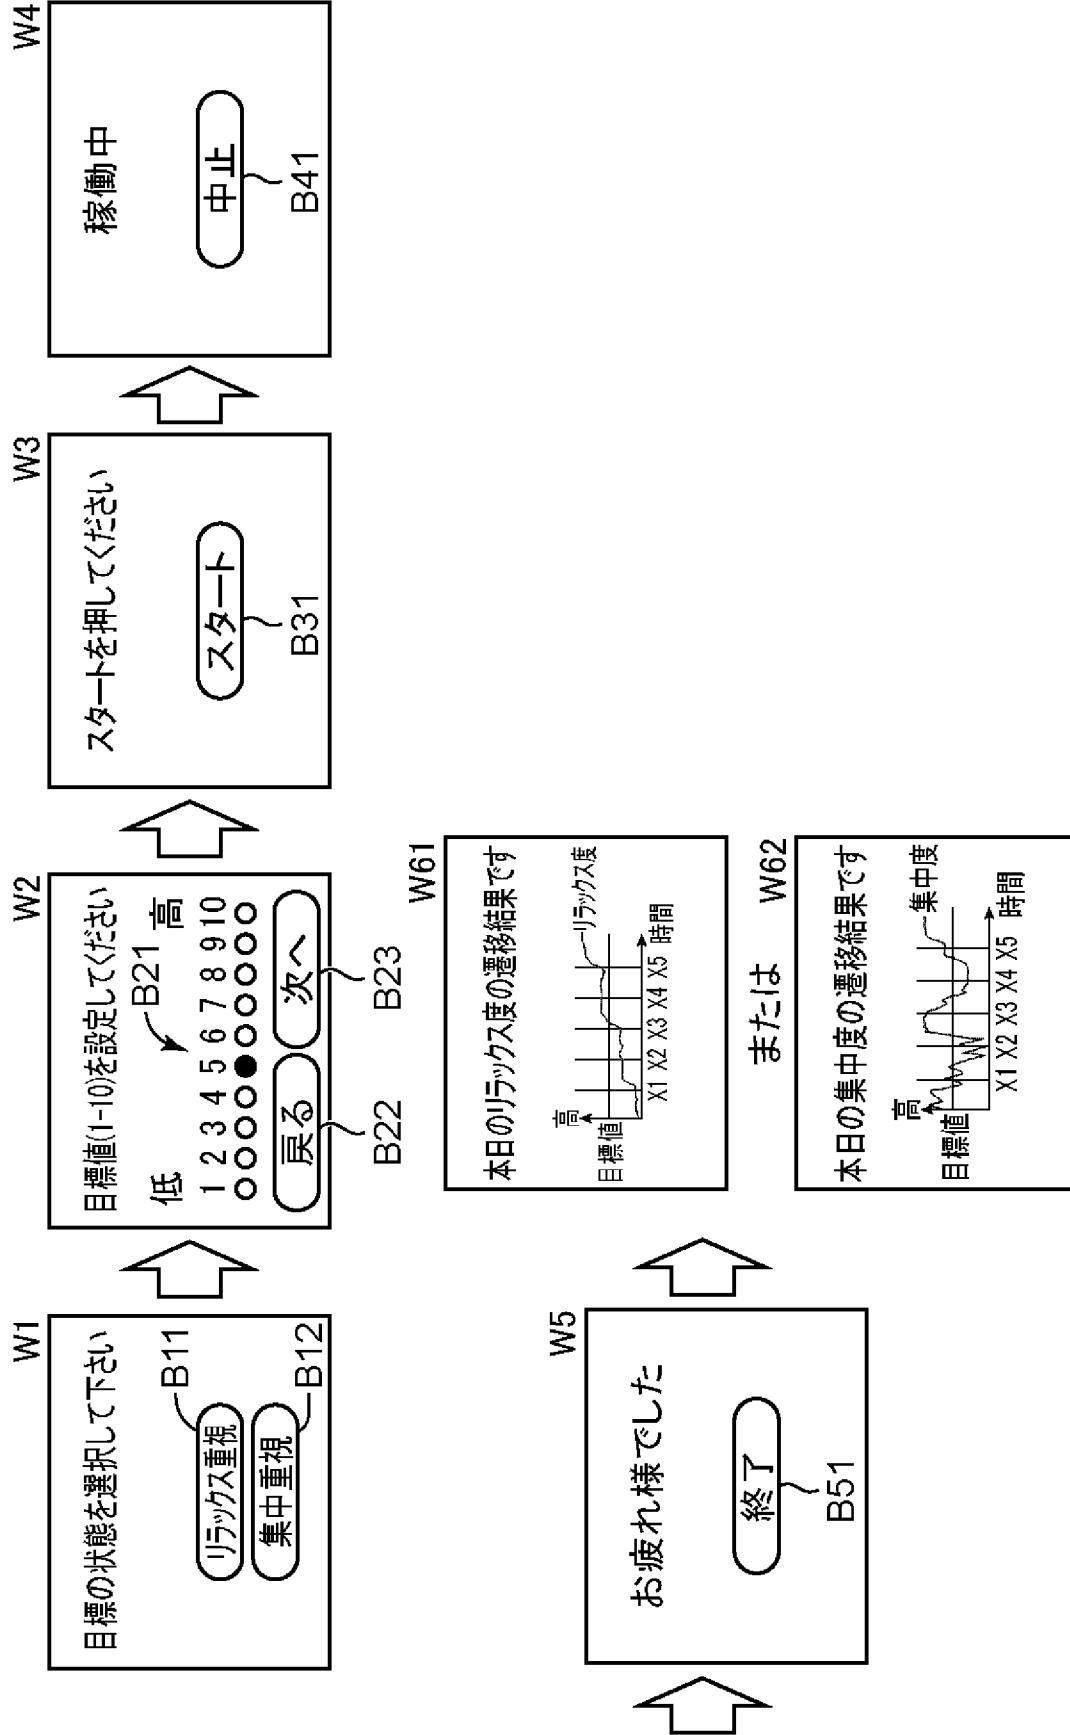 W1
目標の状態を選択して下さい
リラックス重視
B11
集中重視
B12
W2
目標値(1-10)を設定してください
B21
低 高
1 2 3 4 5 6 7 8 9 10
戻る 次へ
B22 B23
W3
スタートを押してください
スタート
B31
W4
稼働中
中止
B41
W5
お疲れ様でした
終了
B51
W61
本日のリラックス度の遷移結果です
高
リラックス度
目標値
X1 X2 X3 X4 X5
時間
または
W62
本日の集中度の遷移結果です
高
集中度
目標値
X1 X2 X3 X4 X5
時間